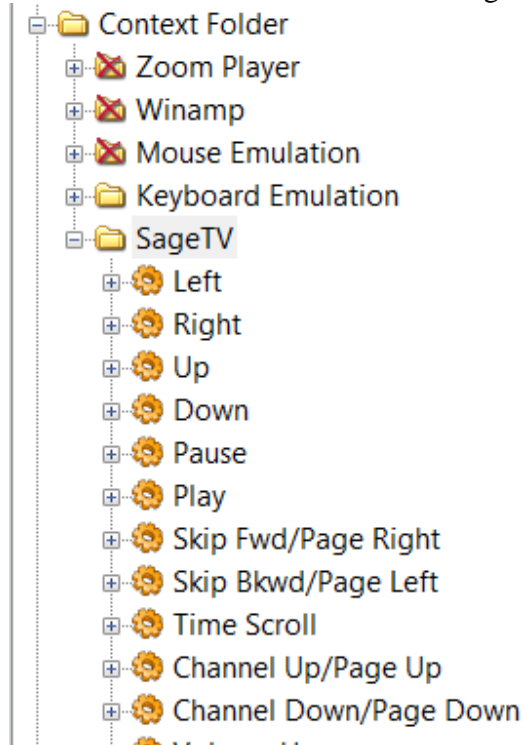 Context Folder
Zoom Player
Winamp
Mouse Emulation
Keyboard Emulation
SageTV
Left
Right
Up
Down
Pause
Play
Skip Fwd/Page Right
Skip Bkwd/Page Left
Time Scroll
Channel Up/Page Up
Channel Down/Page Down